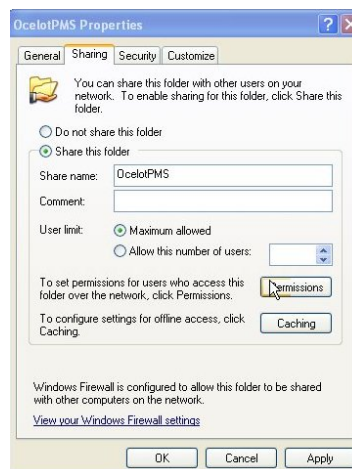 OcelotPMS Properties
General Sharing Security Customize
You can share this folder with other users on your
network. To enable sharing for this folder, click Share this
folder.
Do not share this folder
Share this folder
Share name: OcelotPMS
Comment:
User limit: Maximum allowed
Allow this number of users:
To set permissions for users who access this
folder over the network, click Permissions.
Permissions
To configure settings for offline access, click
Caching.
Caching
Windows Firewall is configured to allow this folder to be shared
with other computers on the network.
View your Windows Firewall settings
OK Cancel Apply